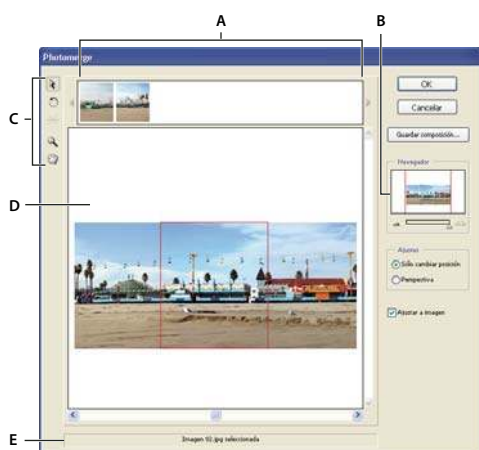 A
B
Photomerge
C
OK
Cancelar
Guardar composición...
Navegador
D
Ajustes
Sólo cambiar posición
Perspectiva
Ajustar a imagen
E
Imagen 02.jpg seleccionada